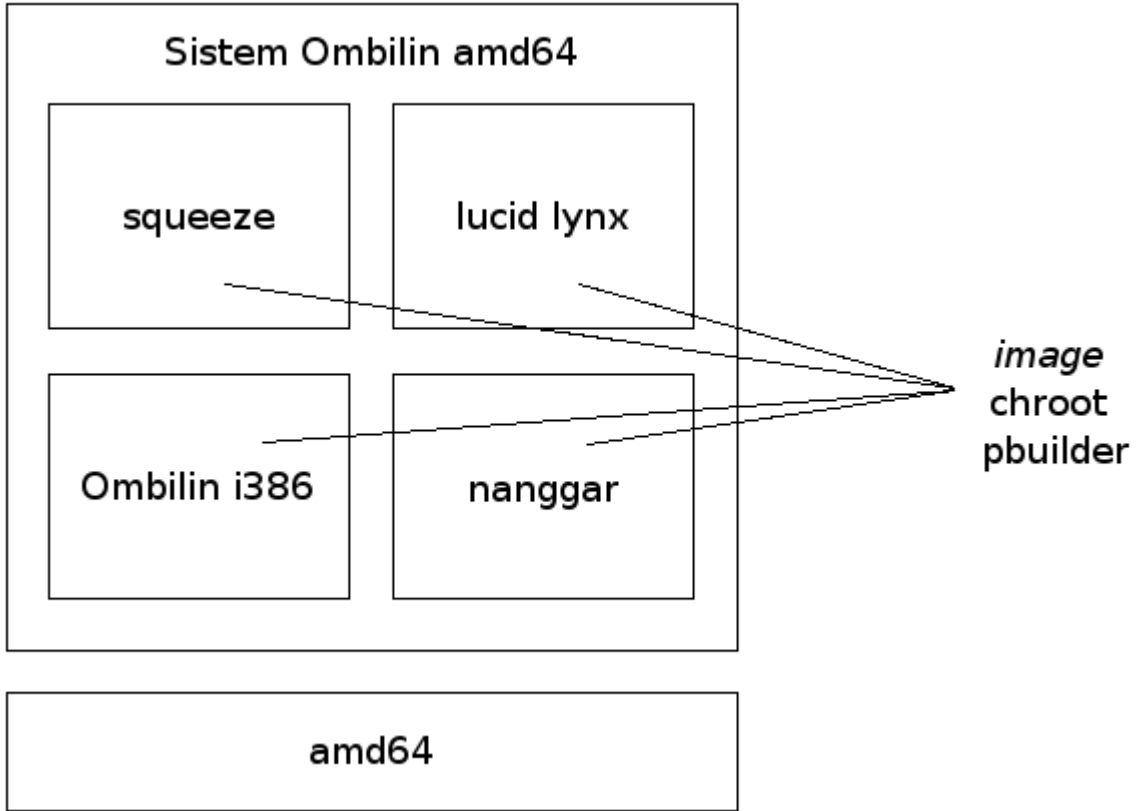 Sistem Ombilin amd64
squeeze
lucid lynx
image
chroot
pbuilder
Ombilin i386
nanggar
amd64